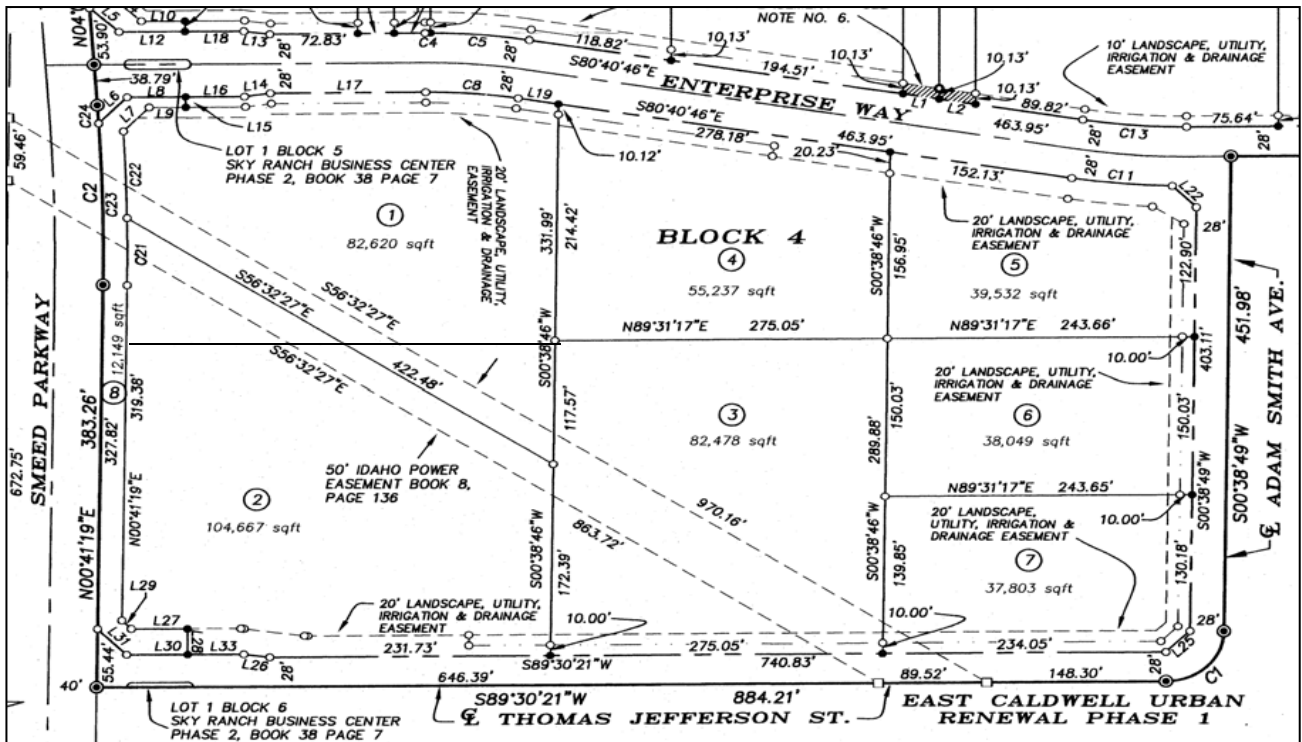 NOTE NO. 6.
L5
L10
L12
L18
L13
72.83'
C4
C5
28'
28'
118.82'
10.13'
10.13'
10.13'
10.13'
194.51'
S80°40'46"E
ENTERPRISE WAY
L1
L2
89.82'
463.95'
10' LANDSCAPE, UTILITY,
IRRIGATION & DRAINAGE
EASEMENT
C13
28'
75.64'
28'
N04°
53.90'
38.79'
L6
L8
L16
L14
28'
L17
C8
28'
L19
S80°40'46"E
278.18'
463.95'
20.23'
C24
L7
L9
L15
10.12'
28'
152.13'
C11
L22
28'
59.46'
LOT 1 BLOCK 5
SKY RANCH BUSINESS CENTER
PHASE 2, BOOK 38 PAGE 7
20' LANDSCAPE, UTILITY,
IRRIGATION & DRAINAGE
EASEMENT
C2
C22
C23
C21
1
82,620 sqft
331.99'
214.42'
BLOCK 4
4
55,237 sqft
S00°38'46"W
156.95'
20' LANDSCAPE, UTILITY,
IRRIGATION & DRAINAGE
EASEMENT
5
39,532 sqft
122.90'
S56°32'27"E
S56°32'27"E
S56°32'27"E
422.48'
N89°31'17"E 275.05'
N89°31'17"E 243.66'
10.00'
403.11'
451.98'
℄ ADAM SMITH AVE.
SMEED PARKWAY
672.75'
383.26'
N00°41'19"E
8
12,149 sqft
319.38'
327.82'
N00°41'19"E
S00°38'46"W
117.57'
3
82,478 sqft
289.88'
150.03'
20' LANDSCAPE, UTILITY,
IRRIGATION & DRAINAGE
EASEMENT
6
38,049 sqft
150.03'
S00°38'49"W
S00°38'49"W
50' IDAHO POWER
EASEMENT BOOK 8,
PAGE 136
2
104,667 sqft
970.16'
863.72'
N89°31'17"E 243.65'
10.00'
20' LANDSCAPE,
UTILITY, IRRIGATION &
DRAINAGE EASEMENT
S00°38'46"W
172.39'
S00°38'46"W
139.85'
7
37,803 sqft
130.18'
L29
L27
20' LANDSCAPE, UTILITY,
IRRIGATION & DRAINAGE
EASEMENT
10.00'
10.00'
28'
L31
L30
28'
L33
L26
28'
231.73'
S89°30'21"W
275.05'
740.83'
234.05'
28'
L25
C7
55.44'
40'
646.39'
89.52'
148.30'
S89°30'21"W
884.21'
LOT 1 BLOCK 6
SKY RANCH BUSINESS CENTER
PHASE 2, BOOK 38 PAGE 7
℄ THOMAS JEFFERSON ST.
EAST CALDWELL URBAN
RENEWAL PHASE 1